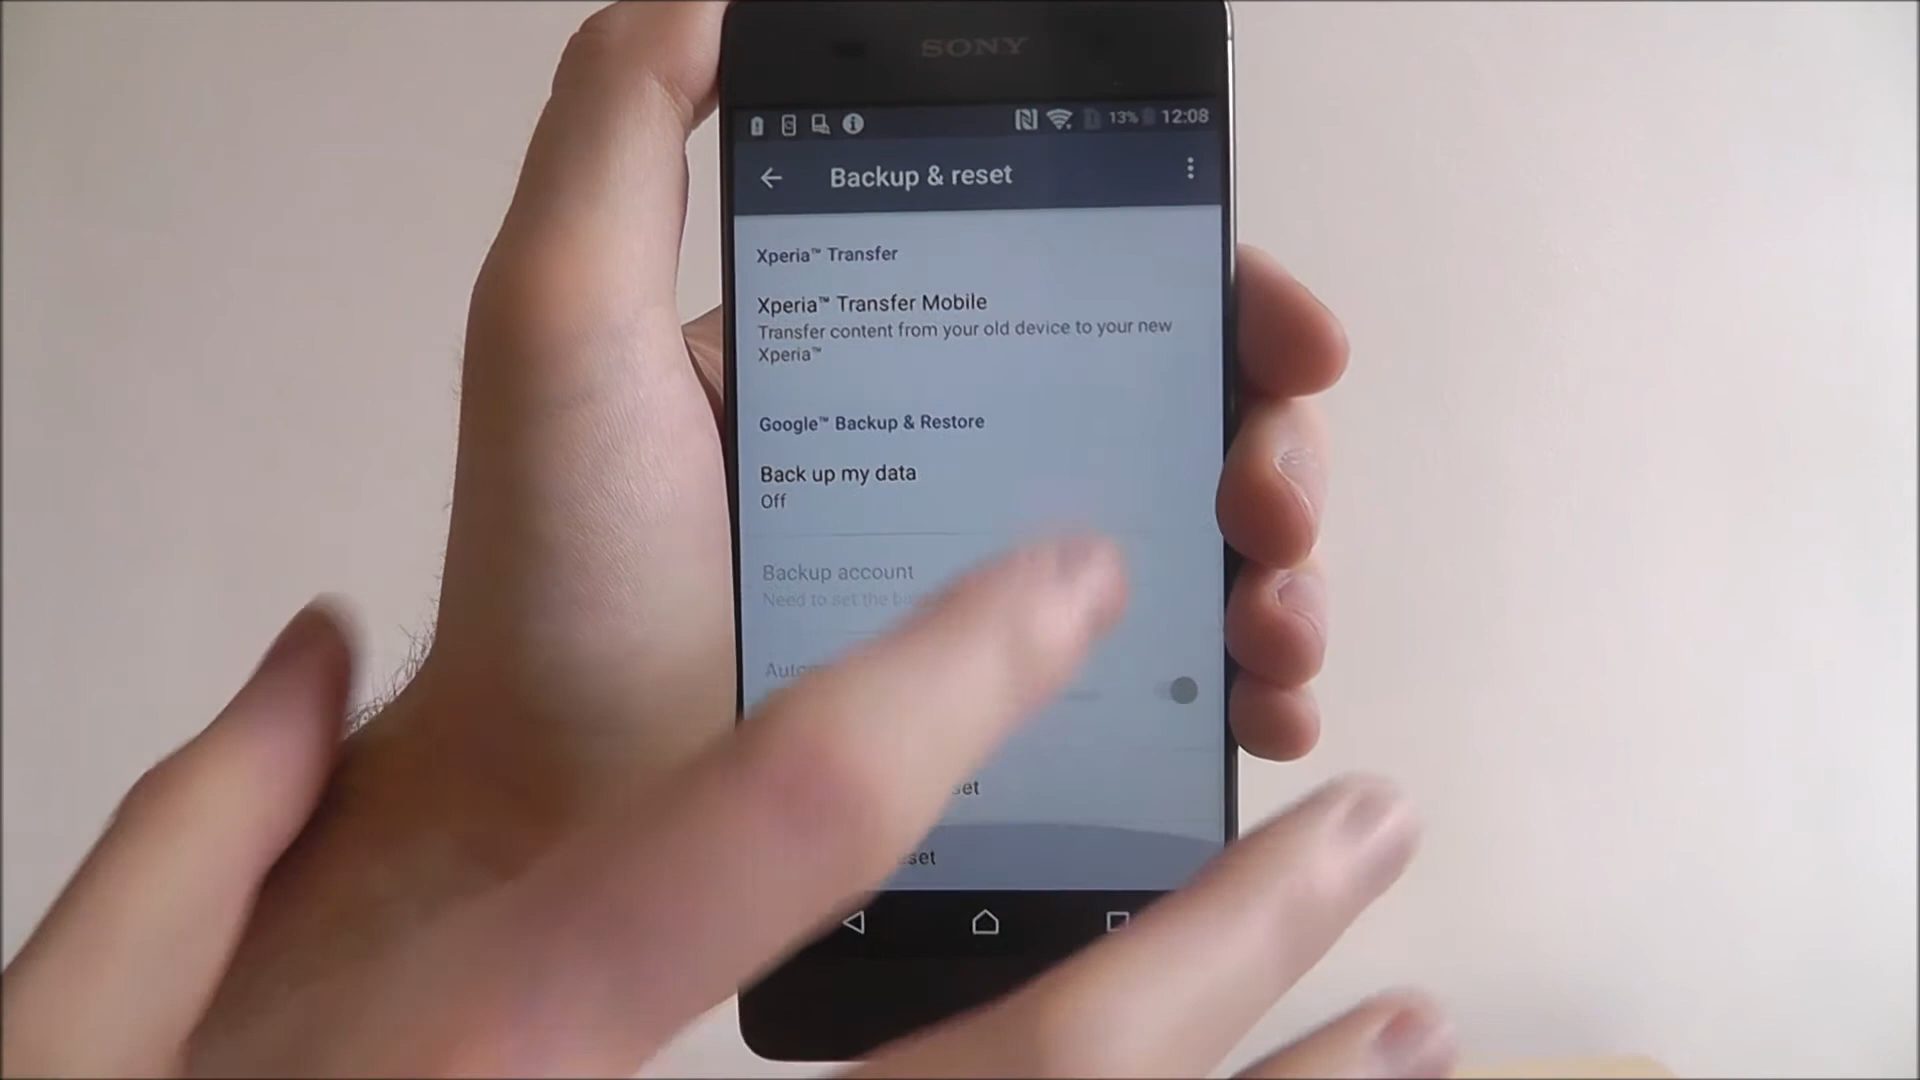 SONY
13% 12:08
Backup & reset
Xperia™ Transfer
Xperia™ Transfer Mobile
Transfer content from your old device to your new
Xperia™
Google™ Backup & Restore
Back up my data
Off
Backup account
Need to set the